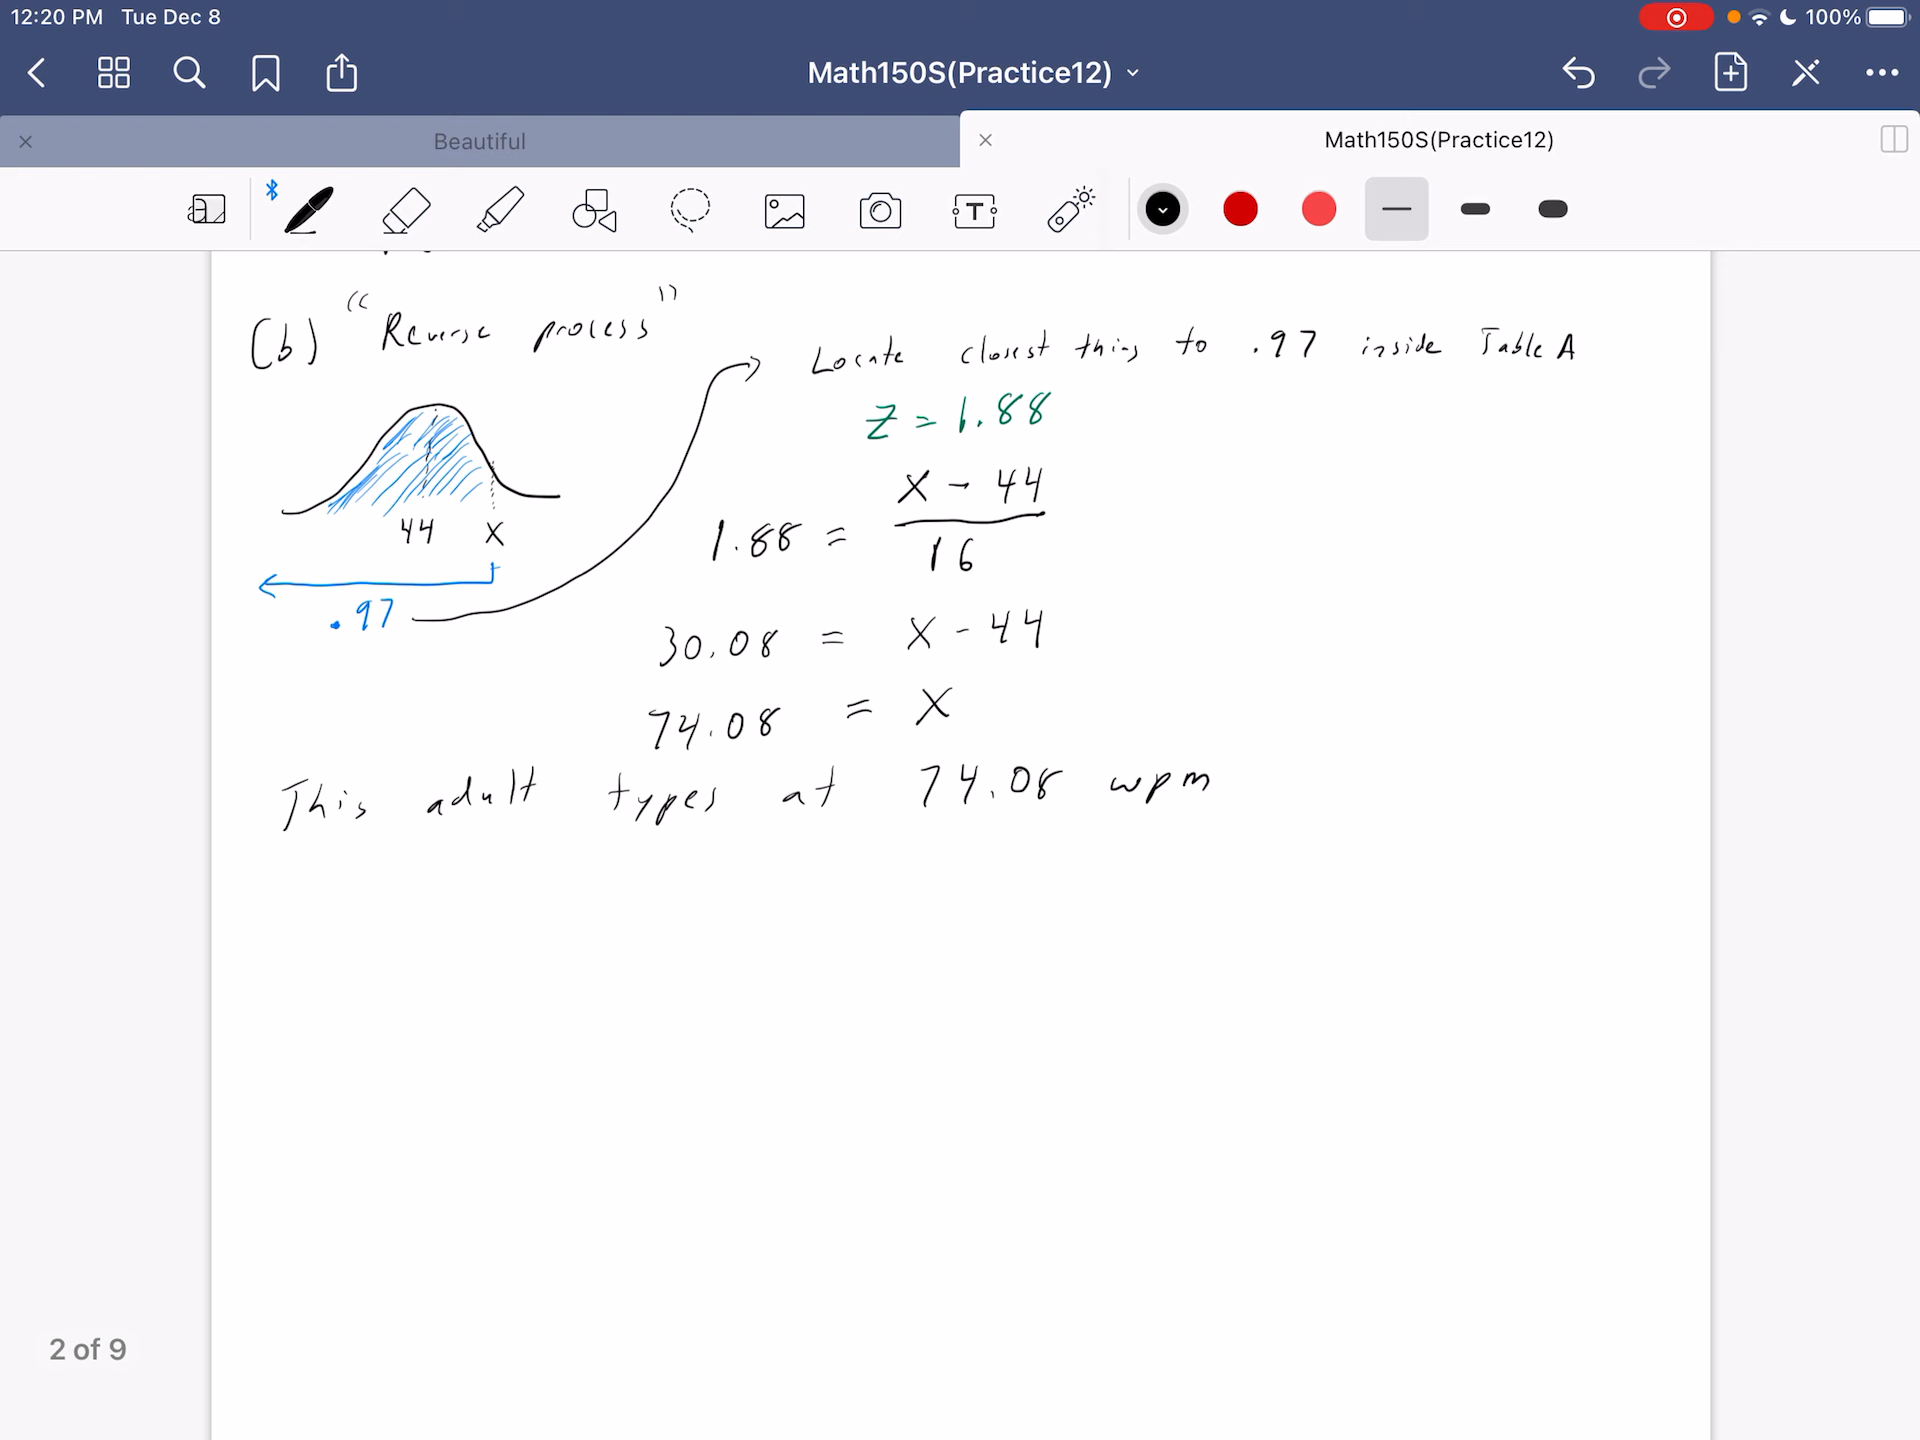 12:20 PM Tue Dec 8
100%
Math150S(Practice12)
Beautiful
Math150S(Practice12)
T
(b) "Reverse process"
Locate closest thing to .97 inside Table A
z = 1.88
44 X
.97
1.88 = X - 44
16
30.08 = X - 44
74.08 = X
This adult types at 74.08 wpm
2 of 9